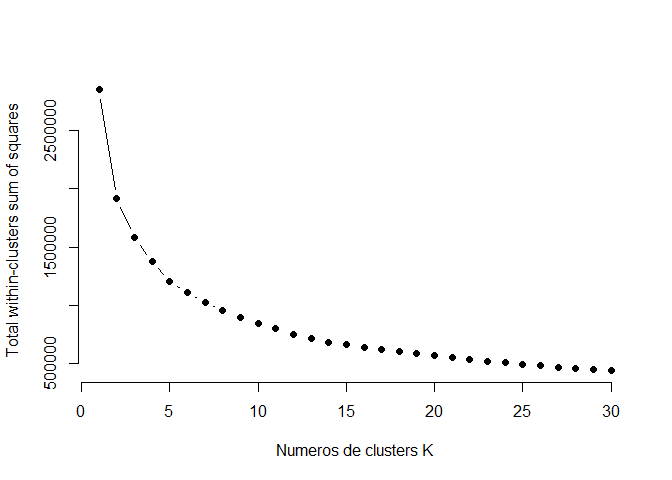 Total within-clusters sum of squares
2500000
1500000
500000
0 5 10 15 20 25 30
Numeros de clusters K